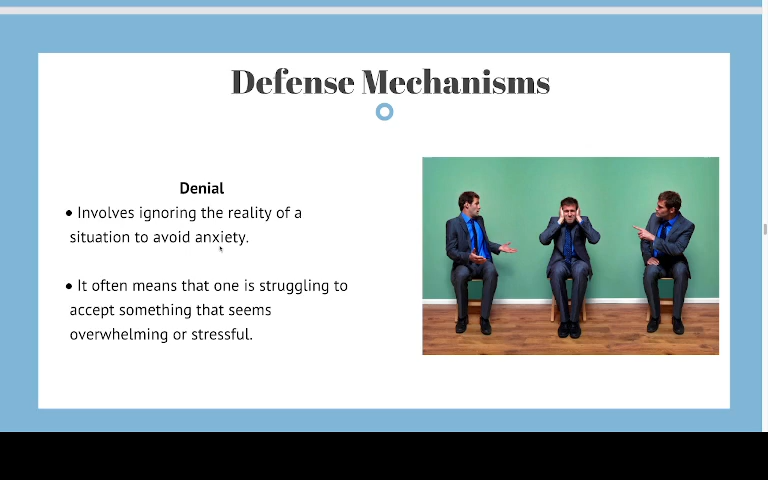 Defense Mechanisms
Denial
• Involves ignoring the reality of a
situation to avoid anxiety.
• It often means that one is struggling to
accept something that seems
overwhelming or stressful.